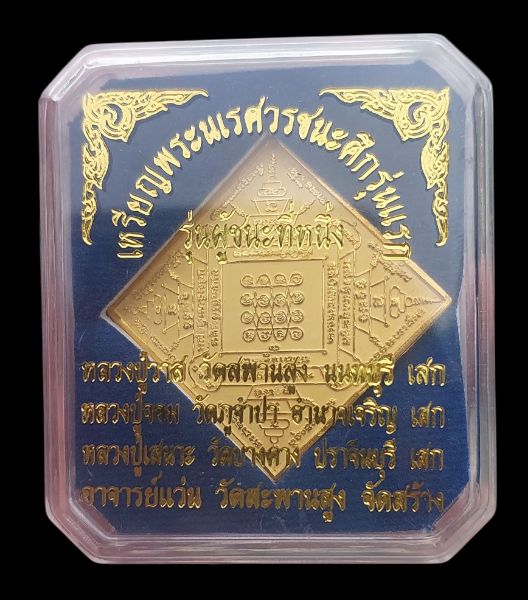 เหรียญพระนเรศวรชนะศึกรุ่นแรก
รุ่นผู้ชนะที่หนึ่ง
หลวงปู่วาส วัดสพานสูง นนทบุรี เสก
หลวงปู่จอม วัดภูจำปา อำนาจเจริญ เสก
หลวงปู่เสนาะ วัดบางคาง ปราจีนบุรี เสก
อาจารย์แว่น วัดสะพานสูง จัดสร้าง